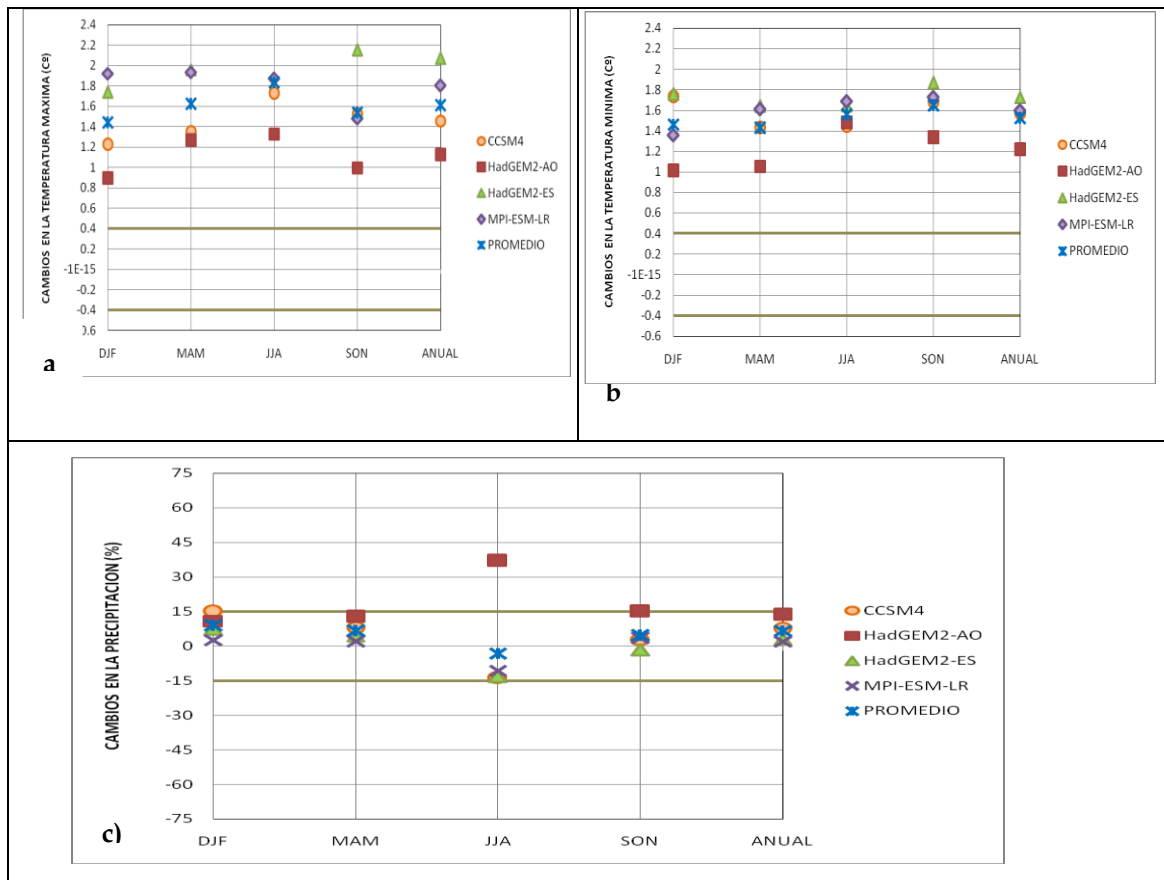 CAMBIOS EN LA TEMPERATURA MAXIMA (Cº)
2.4
2.2
2
1.8
1.6
1.4
1.2
1
0.8
0.6
0.4
0.2
-1E-15
-0.2
-0.4
0.6
DJF MAM JJA SON ANUAL
CCSM4
HadGEM2-AO
HadGEM2-ES
MPI-ESM-LR
PROMEDIO
a
CAMBIOS EN LA TEMPERATURA MINIMA (Cº)
2.4
2.2
2
1.8
1.6
1.4
1.2
1
0.8
0.6
0.4
0.2
-1E-15
-0.2
-0.4
-0.6
DJF MAM JJA SON ANUAL
CCSM4
HadGEM2-AO
HadGEM2-ES
MPI-ESM-LR
PROMEDIO
b
CAMBIOS EN LA PRECIPITACION (%)
75
60
45
30
15
0
-15
-30
-45
-60
-75
DJF MAM JJA SON ANUAL
CCSM4
HadGEM2-AO
HadGEM2-ES
MPI-ESM-LR
PROMEDIO
c)